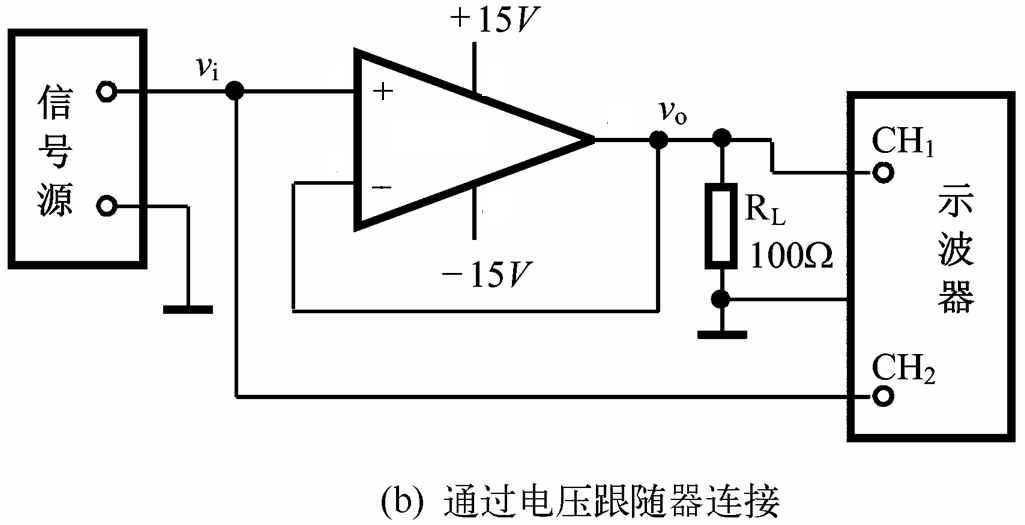 +15V
信号源
vi
+
vo
CH1
−
RL
示波器
100Ω
−15V
CH2
(b) 通过电压跟随器连接